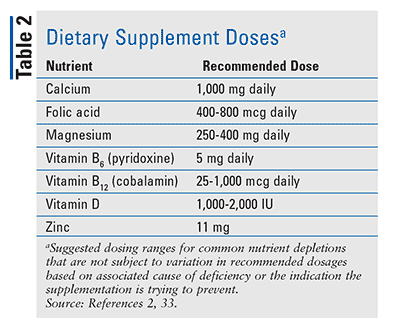 Table 2
Dietary Supplement Dosesᵃ
Nutrient Recommended Dose
Calcium 1,000 mg daily
Folic acid 400-800 mcg daily
Magnesium 250-400 mg daily
Vitamin B₆ (pyridoxine) 5 mg daily
Vitamin B₁₂ (cobalamin) 25-1,000 mcg daily
Vitamin D 1,000-2,000 IU
Zinc 11 mg
ᵃSuggested dosing ranges for common nutrient depletions
that are not subject to variation in recommended dosages
based on associated cause of deficiency or the indication the
supplementation is trying to prevent.
Source: References 2, 33.